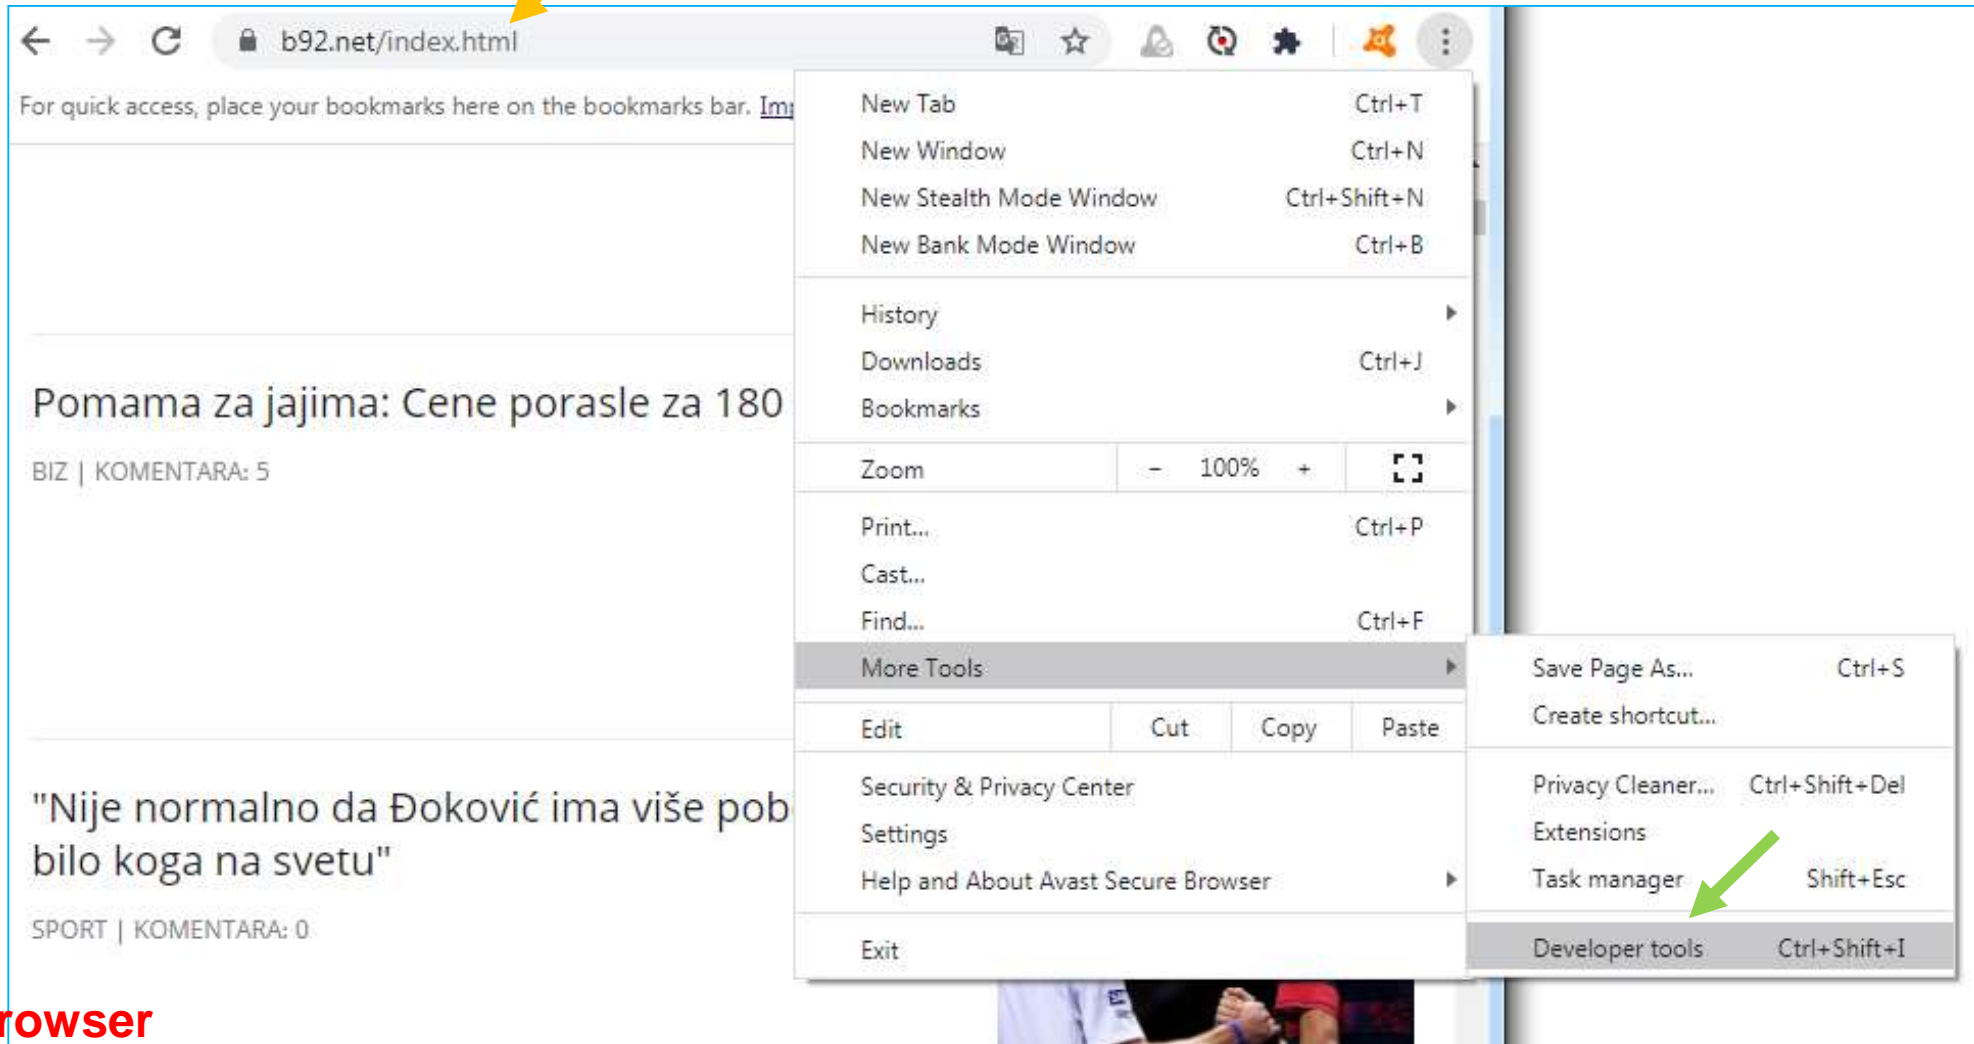 b92.net/index.html
For quick access, place your bookmarks here on the bookmarks bar. Imp
Pomama za jajima: Cene porasle za 180
BIZ | KOMENTARA: 5
"Nije normalno da Đoković ima više pob
bilo koga na svetu"
SPORT | KOMENTARA: 0
rowser
New Tab Ctrl+T
New Window Ctrl+N
New Stealth Mode Window Ctrl+Shift+N
New Bank Mode Window Ctrl+B
History
Downloads Ctrl+J
Bookmarks
Zoom - 100% +
Print... Ctrl+P
Cast...
Find... Ctrl+F
More Tools
Edit Cut Copy Paste
Security & Privacy Center
Settings
Help and About Avast Secure Browser
Exit
Save Page As... Ctrl+S
Create shortcut...
Privacy Cleaner... Ctrl+Shift+Del
Extensions
Task manager Shift+Esc
Developer tools Ctrl+Shift+I